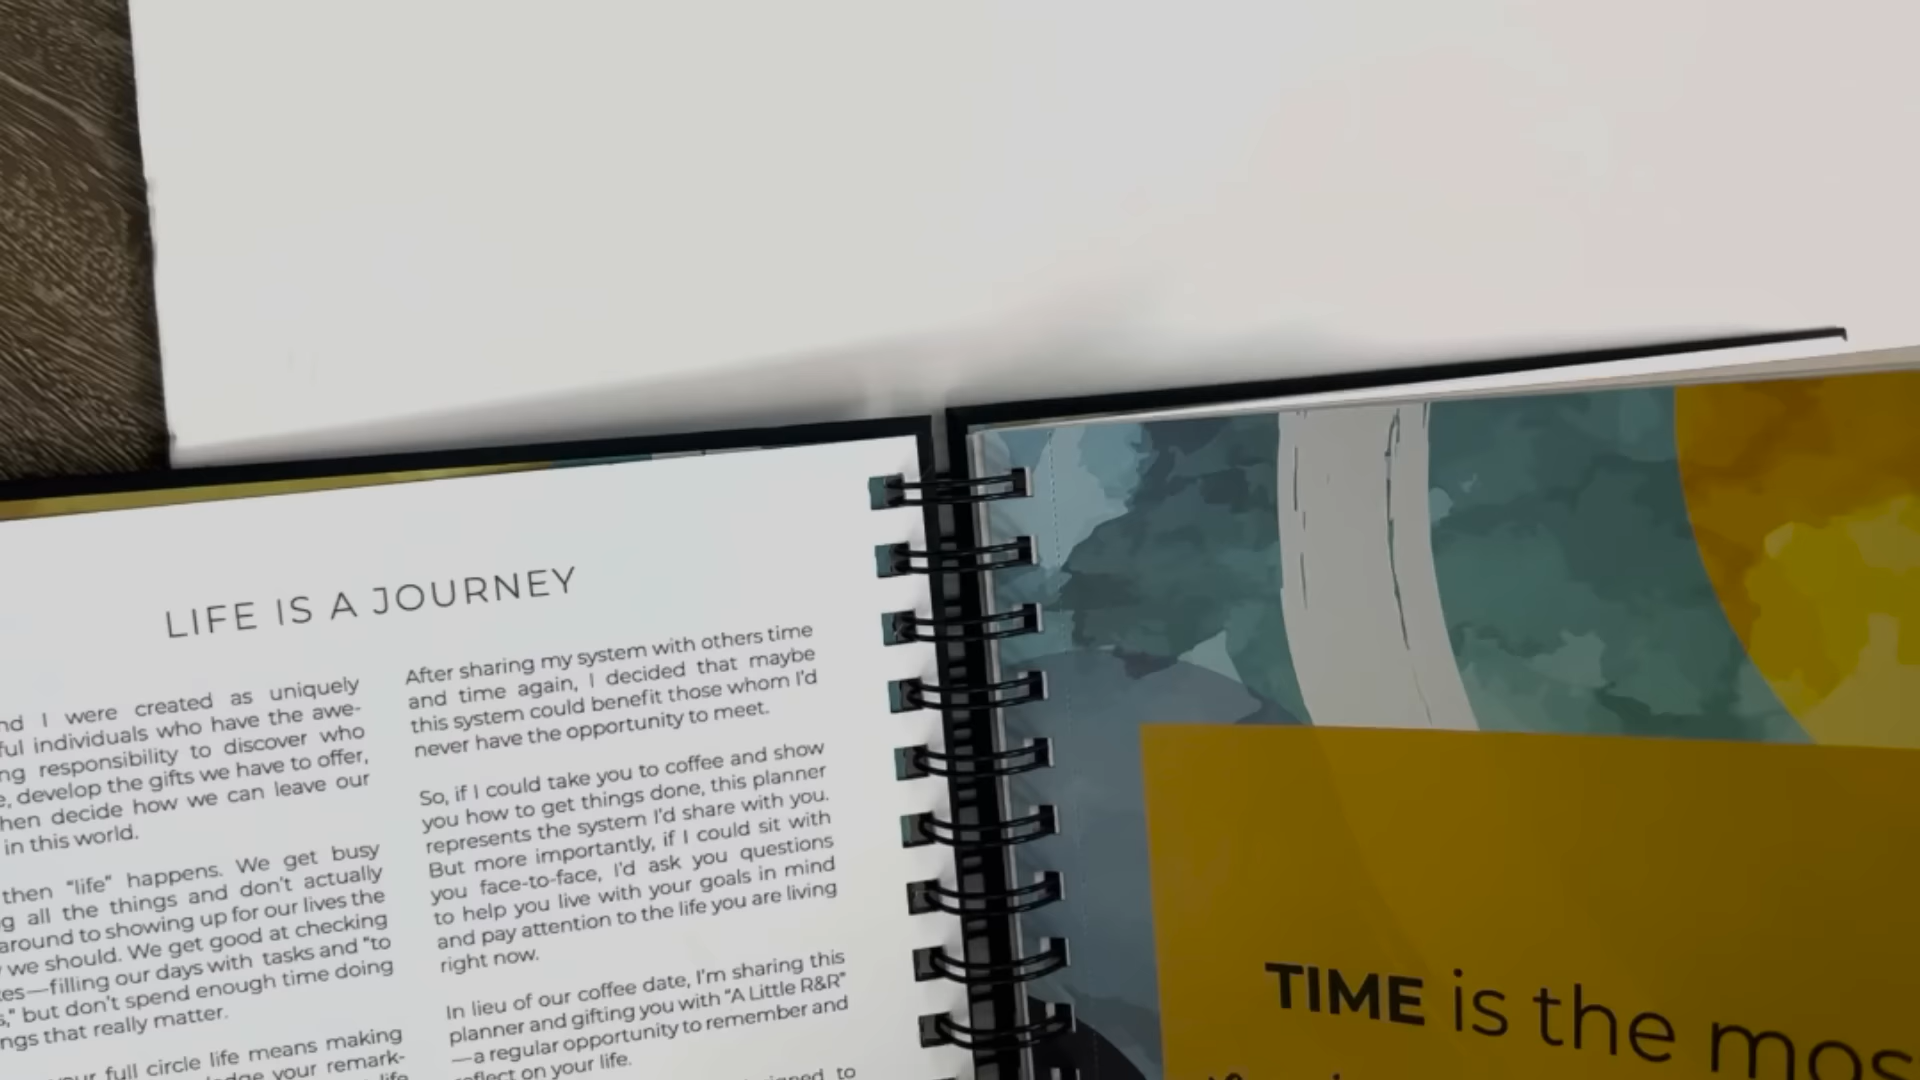 LIFE IS A JOURNEY
I were created as uniquely
individuals who have the awe-
responsibility to discover who
develop the gifts we have to offer,
decide how we can leave our
in this world.
then “life” happens. We get busy
all the things and don’t actually
around to showing up for our lives the
we should. We get good at checking
—filling our days with tasks and “to
but don’t spend enough time doing
that really matter.
full circle life means making
your remark-
life
After sharing my system with others time
and time again, I decided that maybe
this system could benefit those whom I’d
never have the opportunity to meet.
So, if I could take you to coffee and show
you how to get things done, this planner
represents the system I’d share with you.
But more importantly, if I could sit with
you face-to-face, I’d ask you questions
to help you live with your goals in mind
and pay attention to the life you are living
right now.
In lieu of our coffee date, I’m sharing this
planner and gifting you with “A Little R&R”
—a regular opportunity to remember and
reflect on your life.
to
TIME is the